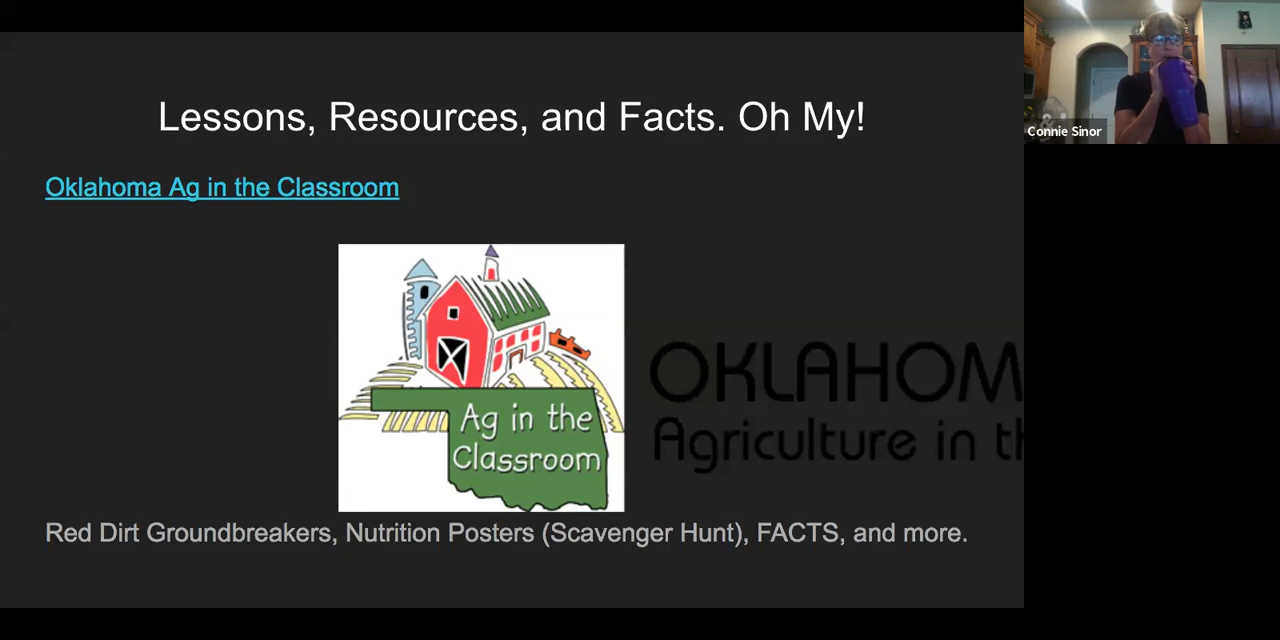 Lessons, Resources, and Facts. Oh My!
Connie Sinor
Oklahoma Ag in the Classroom
Ag in the
Classroom
OKLAHOM
Agriculture in th
Red Dirt Groundbreakers, Nutrition Posters (Scavenger Hunt), FACTS, and more.